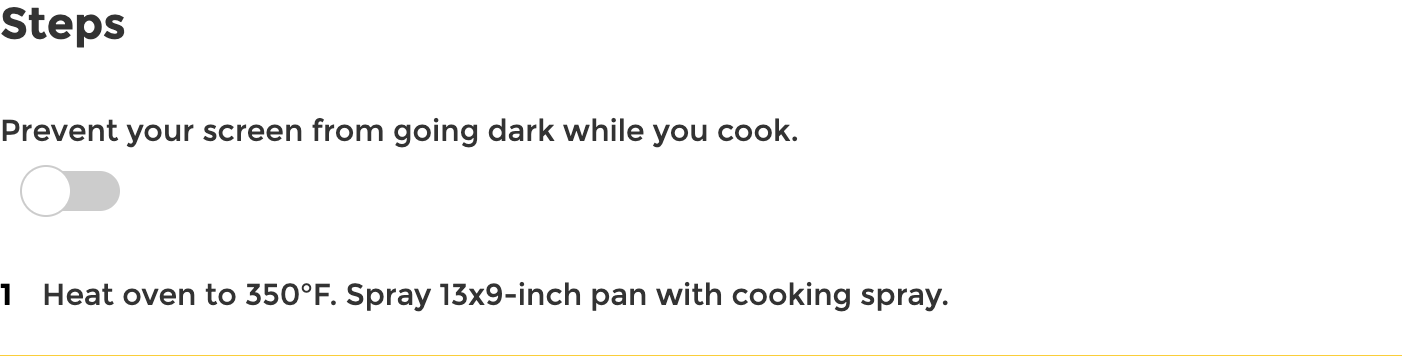 Steps
Prevent your screen from going dark while you cook.
1 Heat oven to 350°F. Spray 13x9-inch pan with cooking spray.